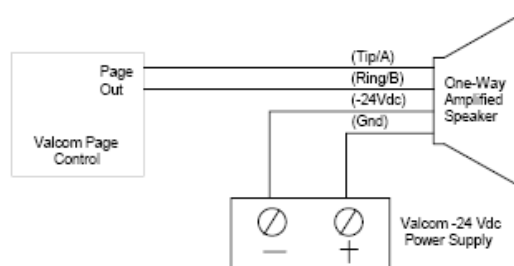 Page
Out
Valcom Page
Control
(Tip/A)
(Ring/B)
(-24Vdc)
(Gnd)
One-Way
Amplified
Speaker
Valcom -24 Vdc
Power Supply
— +